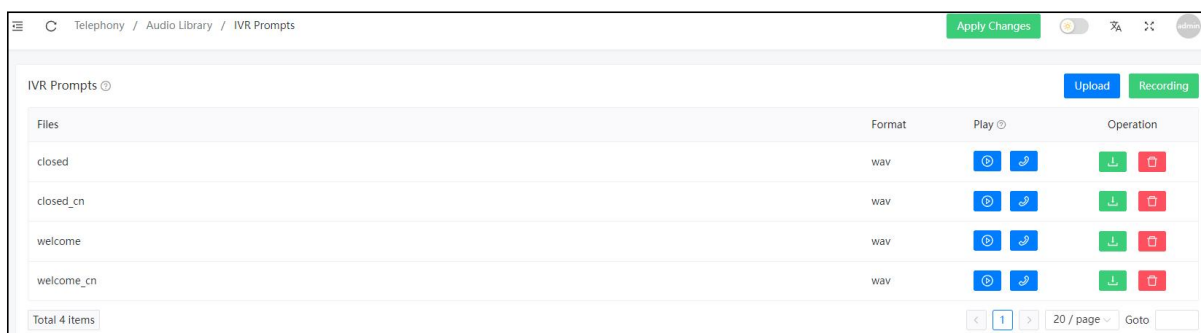 Telephony / Audio Library / IVR Prompts Apply Changes admin
IVR Prompts Upload Recording
Files Format Play Operation
closed wav
closed_cn wav
welcome wav
welcome_cn wav
Total 4 items < 1 > 20 / page Goto